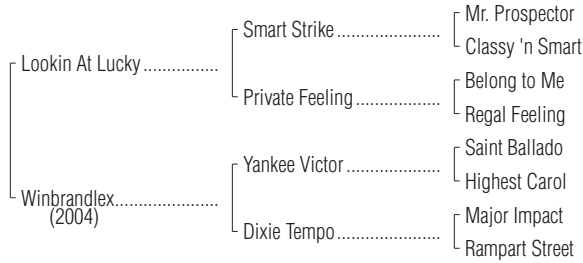 Mr. Prospector
Smart Strike ..................
Classy 'n Smart
Lookin At Lucky ................
Belong to Me
Private Feeling ..............
Regal Feeling
Saint Ballado
Yankee Victor ................
Highest Carol
Winbrandlex......................
(2004)
Major Impact
Dixie Tempo ..................
Rampart Street